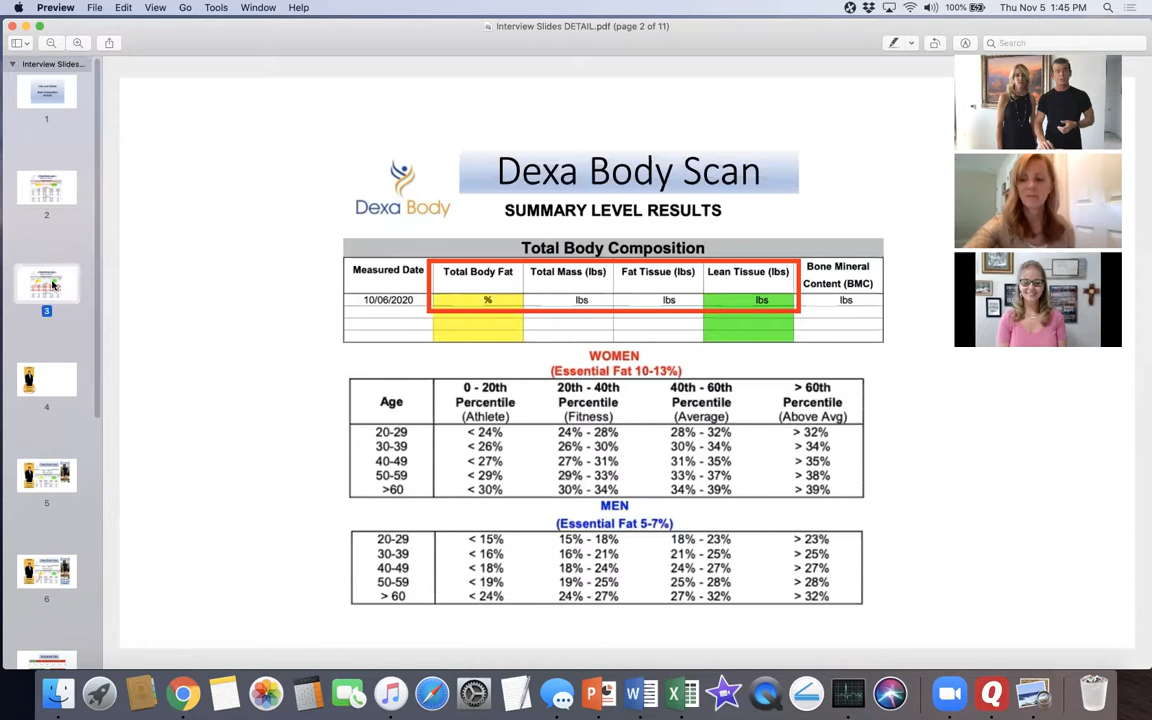 Preview File Edit View Go Tools Window Help 100% Thu Nov 5 1:45 PM
Interview Slides DETAIL.pdf (page 2 of 11)
Search
Interview Slides...
1
2
3
4
5
6
Dexa Body
Dexa Body Scan
SUMMARY LEVEL RESULTS
Total Body Composition
Measured Date Total Body Fat Total Mass (lbs) Fat Tissue (lbs) Lean Tissue (lbs) Bone Mineral Content (BMC)
10/06/2020 % lbs lbs lbs lbs
WOMEN
(Essential Fat 10-13%)
Age 0 - 20th Percentile (Athlete) 20th - 40th Percentile (Fitness) 40th - 60th Percentile (Average) > 60th Percentile (Above Avg)
20-29 < 24% 24% - 28% 28% - 32% > 32%
30-39 < 26% 26% - 30% 30% - 34% > 34%
40-49 < 27% 27% - 31% 31% - 35% > 35%
50-59 < 29% 29% - 33% 33% - 37% > 38%
>60 < 30% 30% - 34% 34% - 39% > 39%
MEN
(Essential Fat 5-7%)
20-29 < 15% 15% - 18% 18% - 23% > 23%
30-39 < 16% 16% - 21% 21% - 25% > 25%
40-49 < 18% 18% - 24% 24% - 27% > 27%
50-59 < 19% 19% - 25% 25% - 28% > 28%
> 60 < 24% 24% - 27% 27% - 32% > 32%